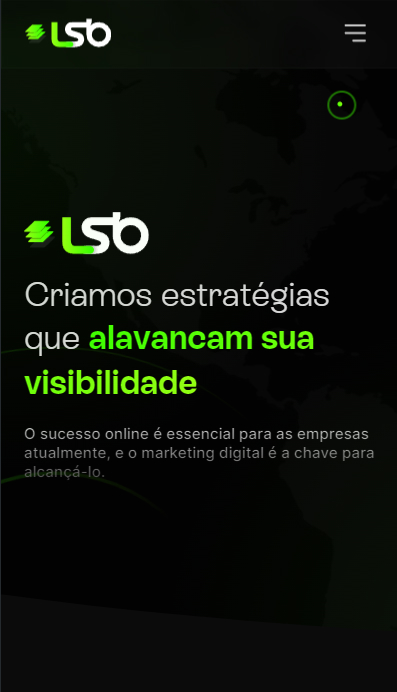 LSb
LSb
Criamos estratégias
que alavancam sua
visibilidade
O sucesso online é essencial para as empresas
atualmente, e o marketing digital é a chave para
alcançá-lo.